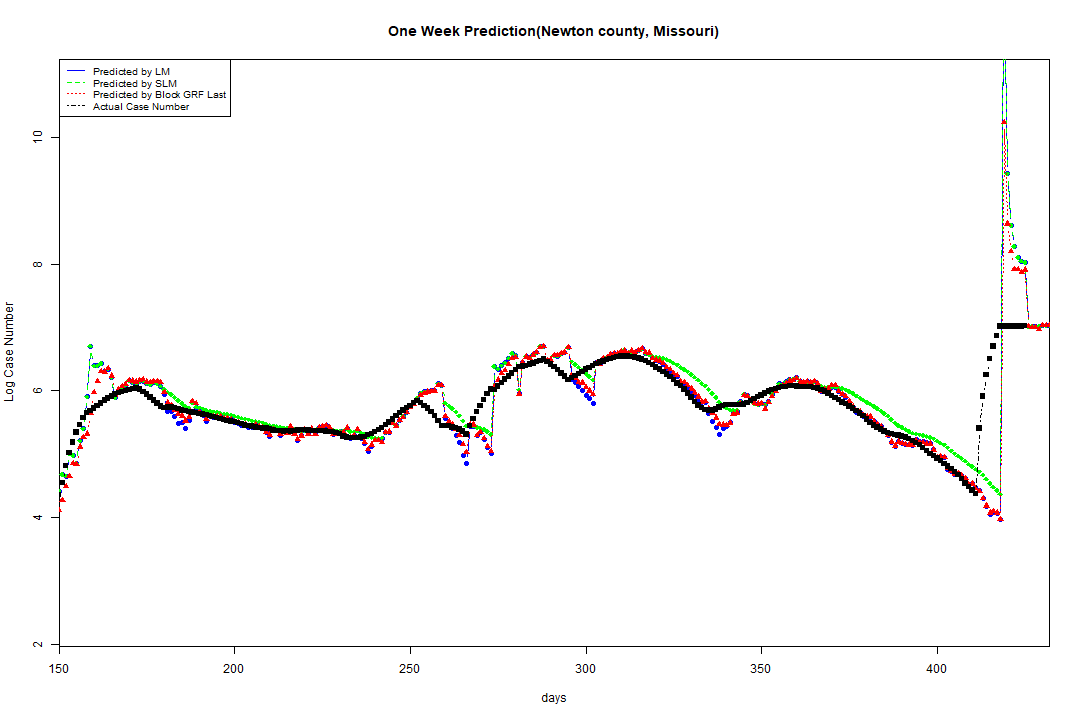 One Week Prediction(Newton county, Missouri)
Predicted by LM
Predicted by SLM
Predicted by Block GRF Last
Actual Case Number
10
8
6
4
2
Log Case Number
150 200 250 300 350 400
days